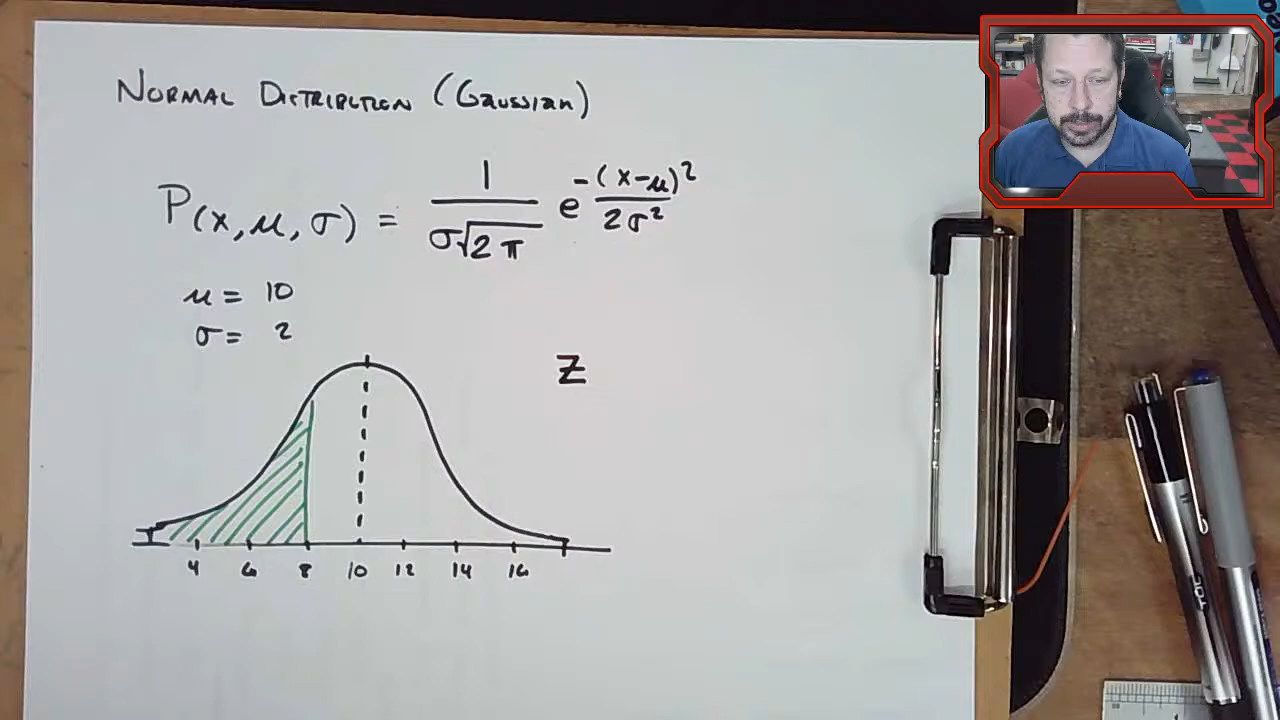 NORMAL DISTRIBUTION (GAUSSIAN)
P(x, μ, σ) = 1/(σ√2π) e^(-(x-μ)²/2σ²)
μ = 10
σ = 2
Z
4 6 8 10 12 14 16